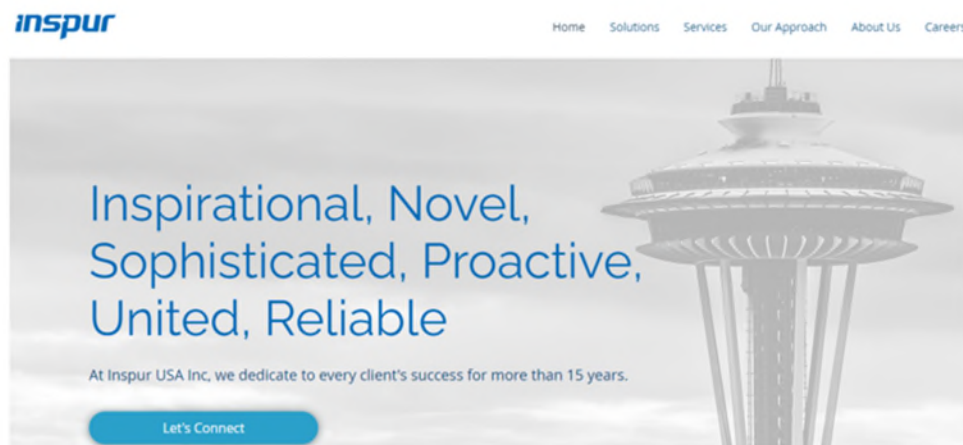 inspur
Home Solutions Services Our Approach About Us Careers
Inspirational, Novel,
Sophisticated, Proactive,
United, Reliable
At Inspur USA Inc, we dedicate to every client's success for more than 15 years.
Let's Connect